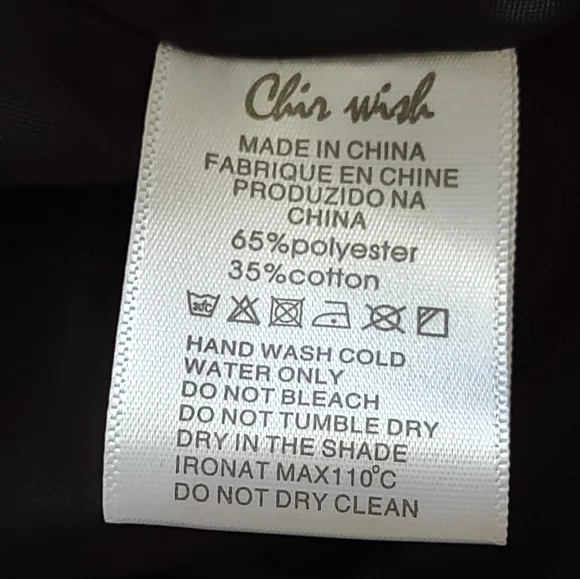 Chir wish
MADE IN CHINA
FABRIQUE EN CHINE
PRODUZIDO NA
CHINA
65%polyester
35%cotton
HAND WASH COLD
WATER ONLY
DO NOT BLEACH
DO NOT TUMBLE DRY
DRY IN THE SHADE
IRONAT MAX110°C
DO NOT DRY CLEAN